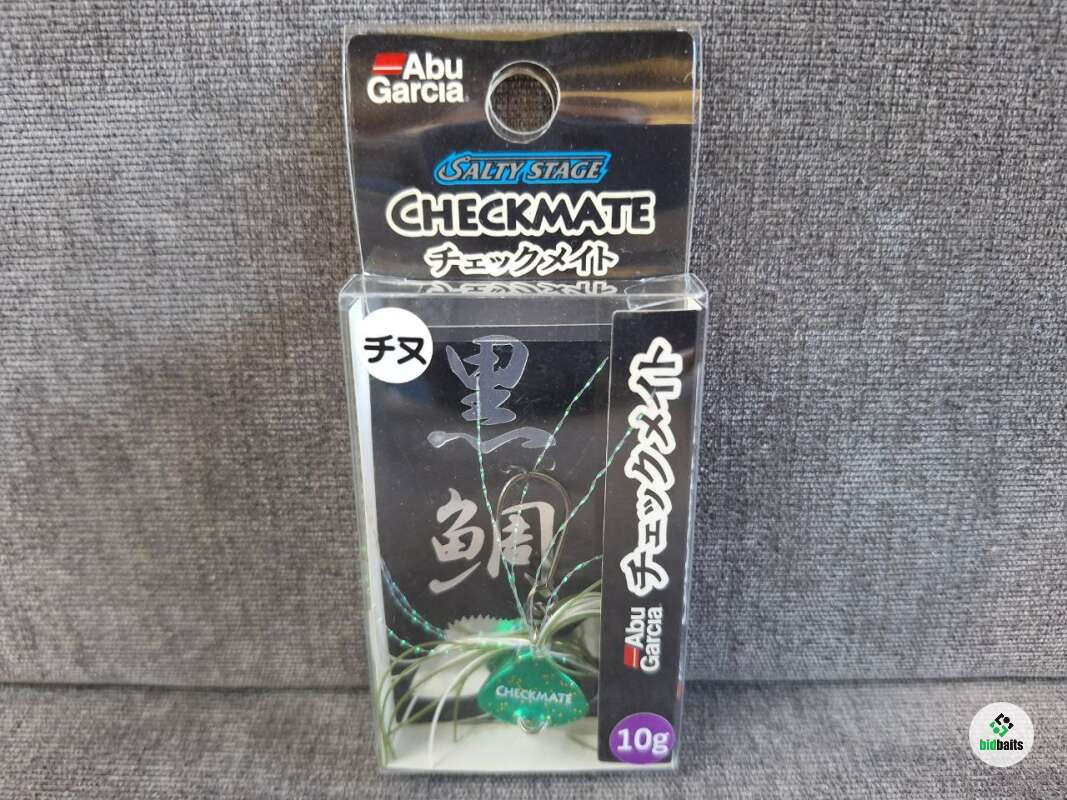 Abu
Garcia
SALTY STAGE
CHECKMATE
チェックメイト
チヌ
黒
鯛
チェックメイト
Abu
Garcia
CHECKMATE
10g
bidbaits